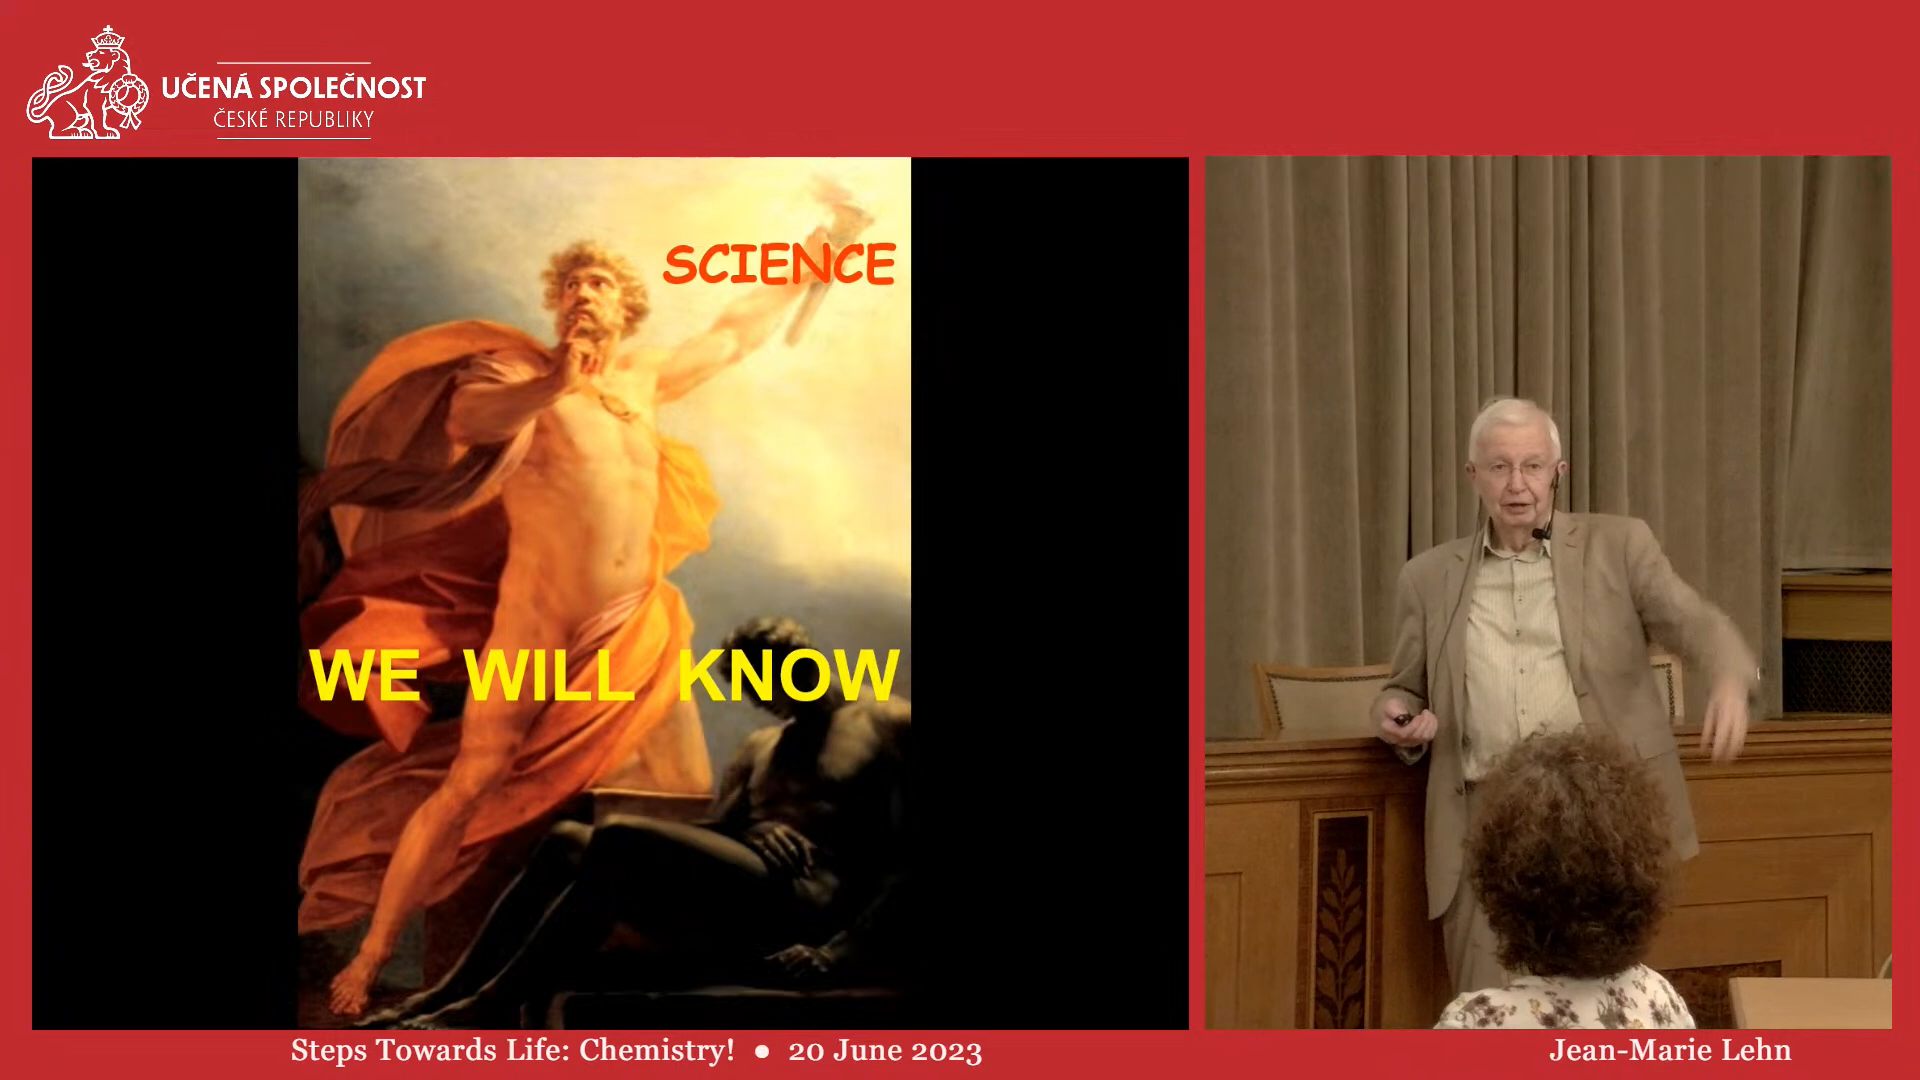 UČENÁ SPOLEČNOST
ČESKÉ REPUBLIKY
SCIENCE
WE WILL KNOW
Steps Towards Life: Chemistry! ● 20 June 2023
Jean-Marie Lehn